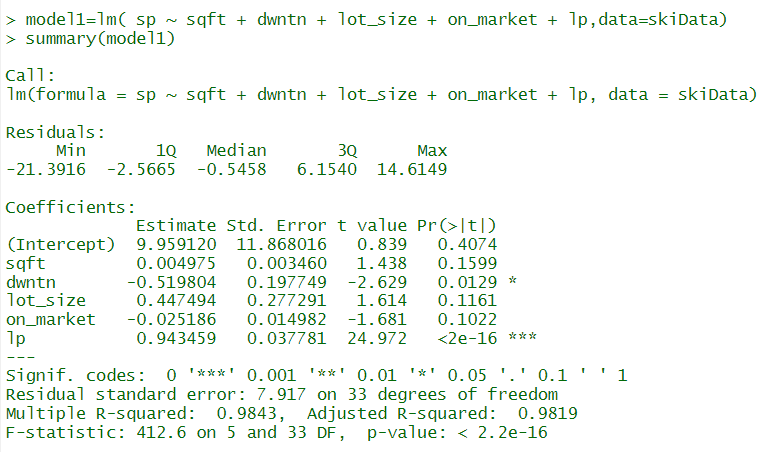 > model1=lm( sp ~ sqft + dwntn + lot_size + on_market + lp,data=skiData)
> summary(model1)
Call:
lm(formula = sp ~ sqft + dwntn + lot_size + on_market + lp, data = skiData)
Residuals:
     Min       1Q   Median       3Q      Max
-21.3916  -2.5665  -0.5458   6.1540  14.6149
Coefficients:
             Estimate Std. Error t value Pr(>|t|)
(Intercept)  9.959120  11.868016   0.839   0.4074
sqft         0.004975   0.003460   1.438   0.1599
dwntn       -0.519804   0.197749  -2.629   0.0129 *
lot_size     0.447494   0.277291   1.614   0.1161
on_market   -0.025186   0.014982  -1.681   0.1022
lp           0.943459   0.037781  24.972   <2e-16 ***
---
Signif. codes:  0 '***' 0.001 '**' 0.01 '*' 0.05 '.' 0.1 ' ' 1
Residual standard error: 7.917 on 33 degrees of freedom
Multiple R-squared:  0.9843,  Adjusted R-squared:  0.9819
F-statistic: 412.6 on 5 and 33 DF,  p-value: < 2.2e-16